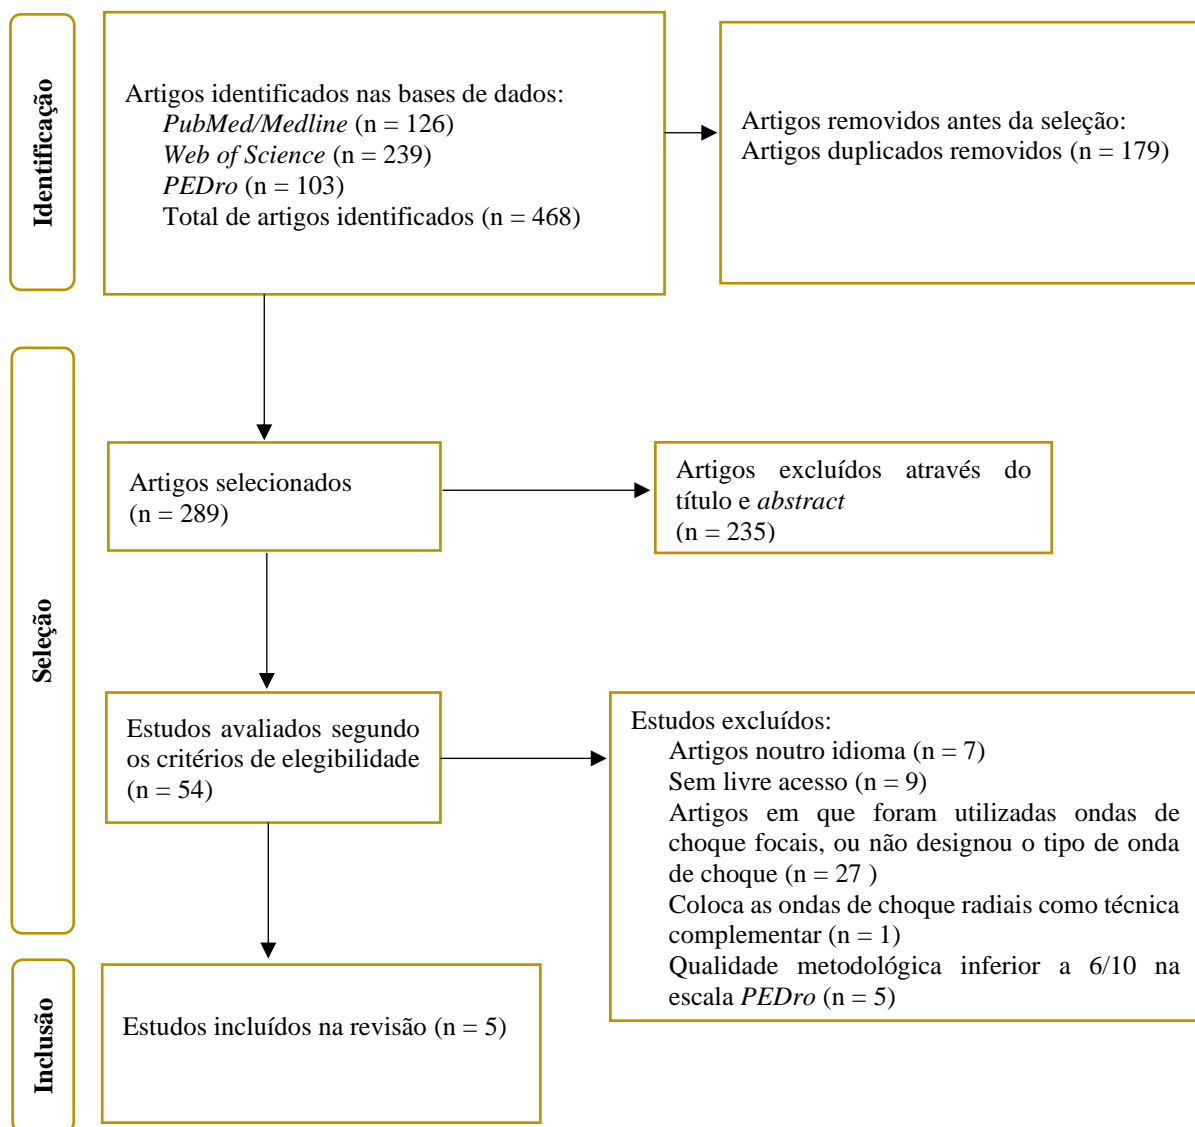 Identificação
Artigos identificados nas bases de dados:
PubMed/Medline (n = 126)
Web of Science (n = 239)
PEDro (n = 103)
Total de artigos identificados (n = 468)
Artigos removidos antes da seleção:
Artigos duplicados removidos (n = 179)
Seleção
Artigos selecionados
(n = 289)
Artigos excluídos através do
título e abstract
(n = 235)
Estudos avaliados segundo
os critérios de elegibilidade
(n = 54)
Estudos excluídos:
Artigos noutro idioma (n = 7)
Sem livre acesso (n = 9)
Artigos em que foram utilizadas ondas de
choque focais, ou não designou o tipo de onda
de choque (n = 27 )
Coloca as ondas de choque radiais como técnica
complementar (n = 1)
Qualidade metodológica inferior a 6/10 na
escala PEDro (n = 5)
Inclusão
Estudos incluídos na revisão (n = 5)